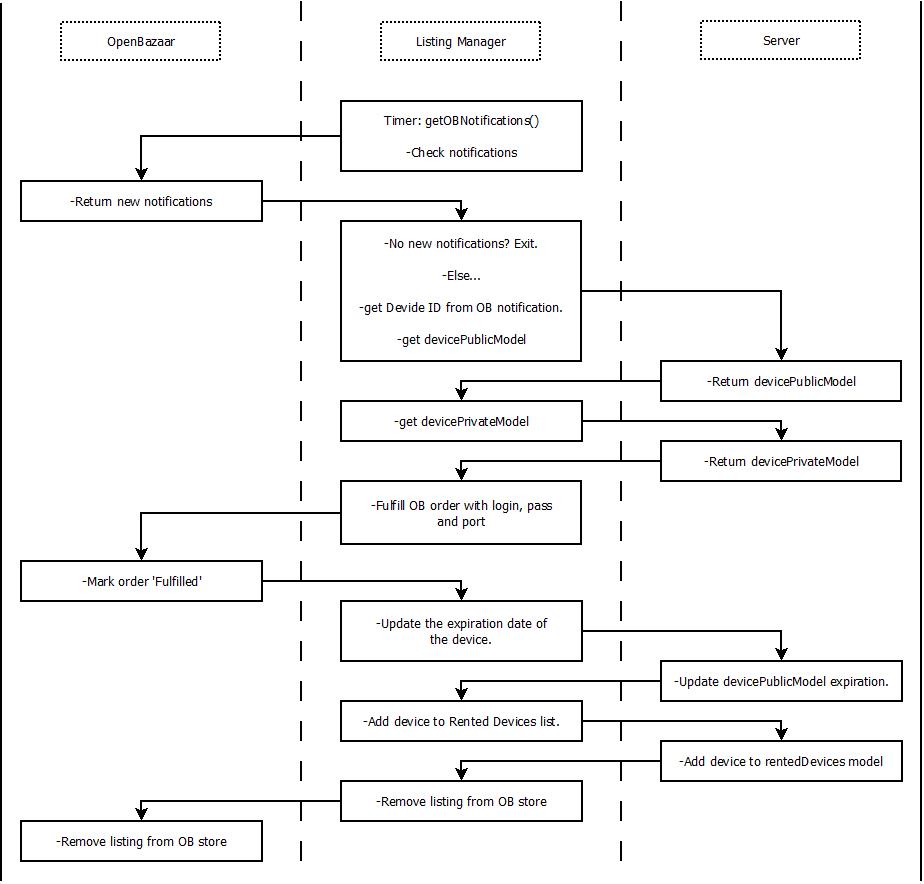 OpenBazaar
Listing Manager
Server
Timer: getOBNotifications()
-Check notifications
-Return new notifications
-No new notifications? Exit.
-Else...
-get Devide ID from OB notification.
-get devicePublicModel
-Return devicePublicModel
-get devicePrivateModel
-Return devicePrivateModel
-Fulfill OB order with login, pass
and port
-Mark order 'Fulfilled'
-Update the expiration date of
the device.
-Update devicePublicModel expiration.
-Add device to Rented Devices list.
-Add device to rentedDevices model
-Remove listing from OB store
-Remove listing from OB store